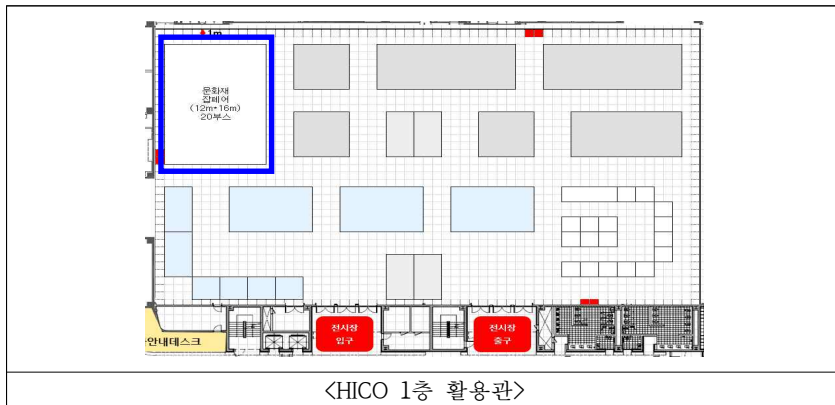 1m
문화재
잡페어
(12m*16m)
20부스
안내데스크
전시장
입구
전시장
출구
<HICO 1층 활용관>